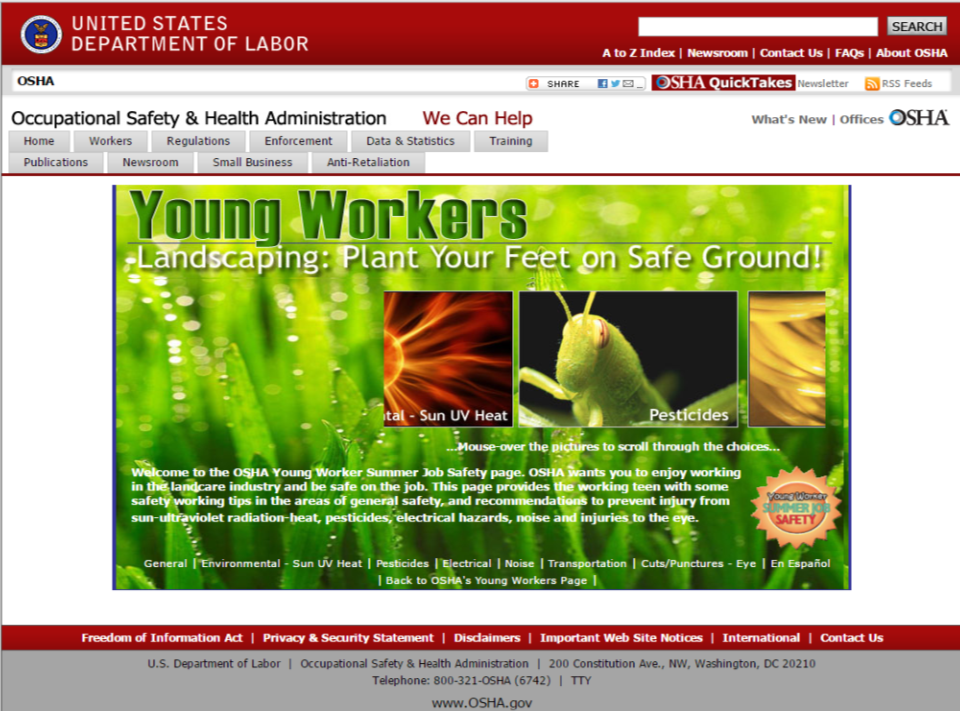 UNITED STATES
DEPARTMENT OF LABOR
SEARCH
A to Z Index | Newsroom | Contact Us | FAQs | About OSHA
OSHA
SHARE
OSHA QuickTakes Newsletter
RSS Feeds
Occupational Safety & Health Administration We Can Help
What's New | Offices OSHA
Home Workers Regulations Enforcement Data & Statistics Training
Publications Newsroom Small Business Anti-Retaliation
Young Workers
Landscaping: Plant Your Feet on Safe Ground!
tal - Sun UV Heat
Pesticides
...Mouse-over the pictures to scroll through the choices...
Welcome to the OSHA Young Worker Summer Job Safety page. OSHA wants you to enjoy working
in the landcare industry and be safe on the job. This page provides the working teen with some
safety working tips in the areas of general safety, and recommendations to prevent injury from
sun-ultraviolet radiation-heat, pesticides, electrical hazards, noise and injuries to the eye.
Young Worker
SUMMER JOB
SAFETY
General | Environmental - Sun UV Heat | Pesticides | Electrical | Noise | Transportation | Cuts/Punctures - Eye | En Español
| Back to OSHA's Young Workers Page |
Freedom of Information Act | Privacy & Security Statement | Disclaimers | Important Web Site Notices | International | Contact Us
U.S. Department of Labor | Occupational Safety & Health Administration | 200 Constitution Ave., NW, Washington, DC 20210
Telephone: 800-321-OSHA (6742) | TTY
www.OSHA.gov